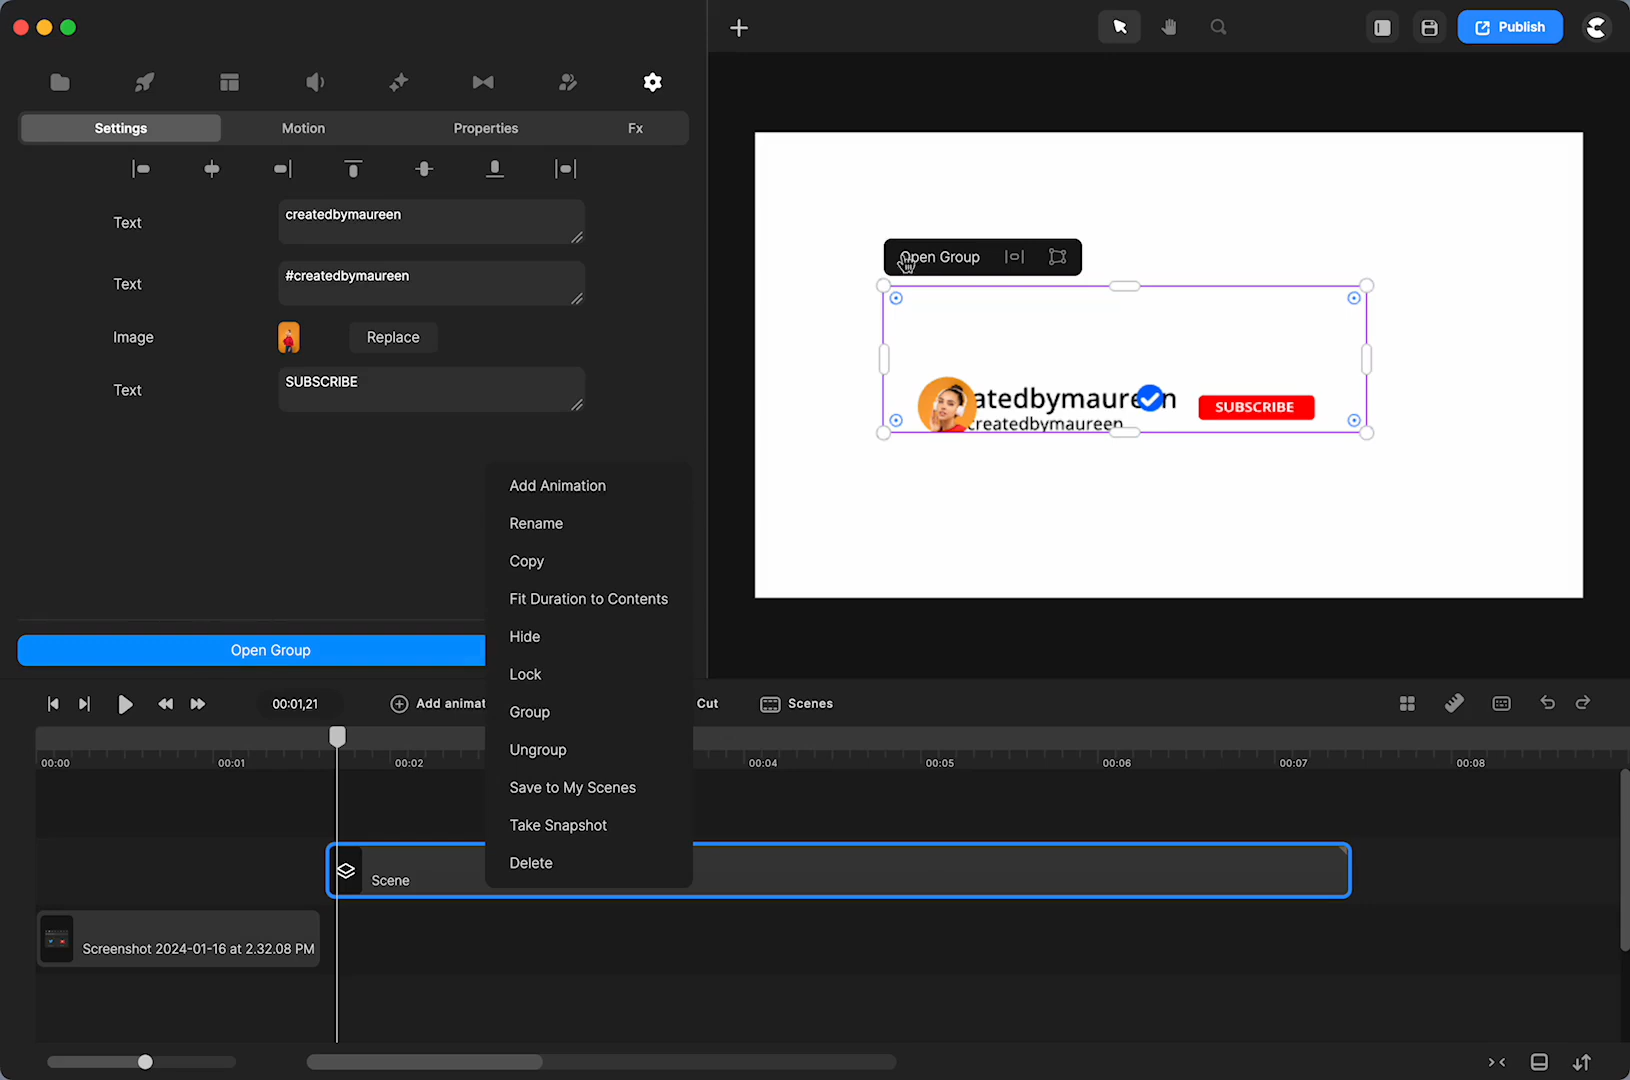 Publish
Settings
Motion
Properties
Fx
Text
createdbymaureen
Text
#createdbymaureen
Image
Replace
Text
SUBSCRIBE
Open Group
atedbymaureen
createdbymaureen
SUBSCRIBE
Add Animation
Rename
Copy
Fit Duration to Contents
Hide
Lock
Group
Ungroup
Save to My Scenes
Take Snapshot
Delete
Open Group
00:01,21
Add animat
Cut
Scenes
00:00
00:01
00:02
00:04
00:05
00:06
00:07
00:08
Scene
Screenshot 2024-01-16 at 2.32.08 PM